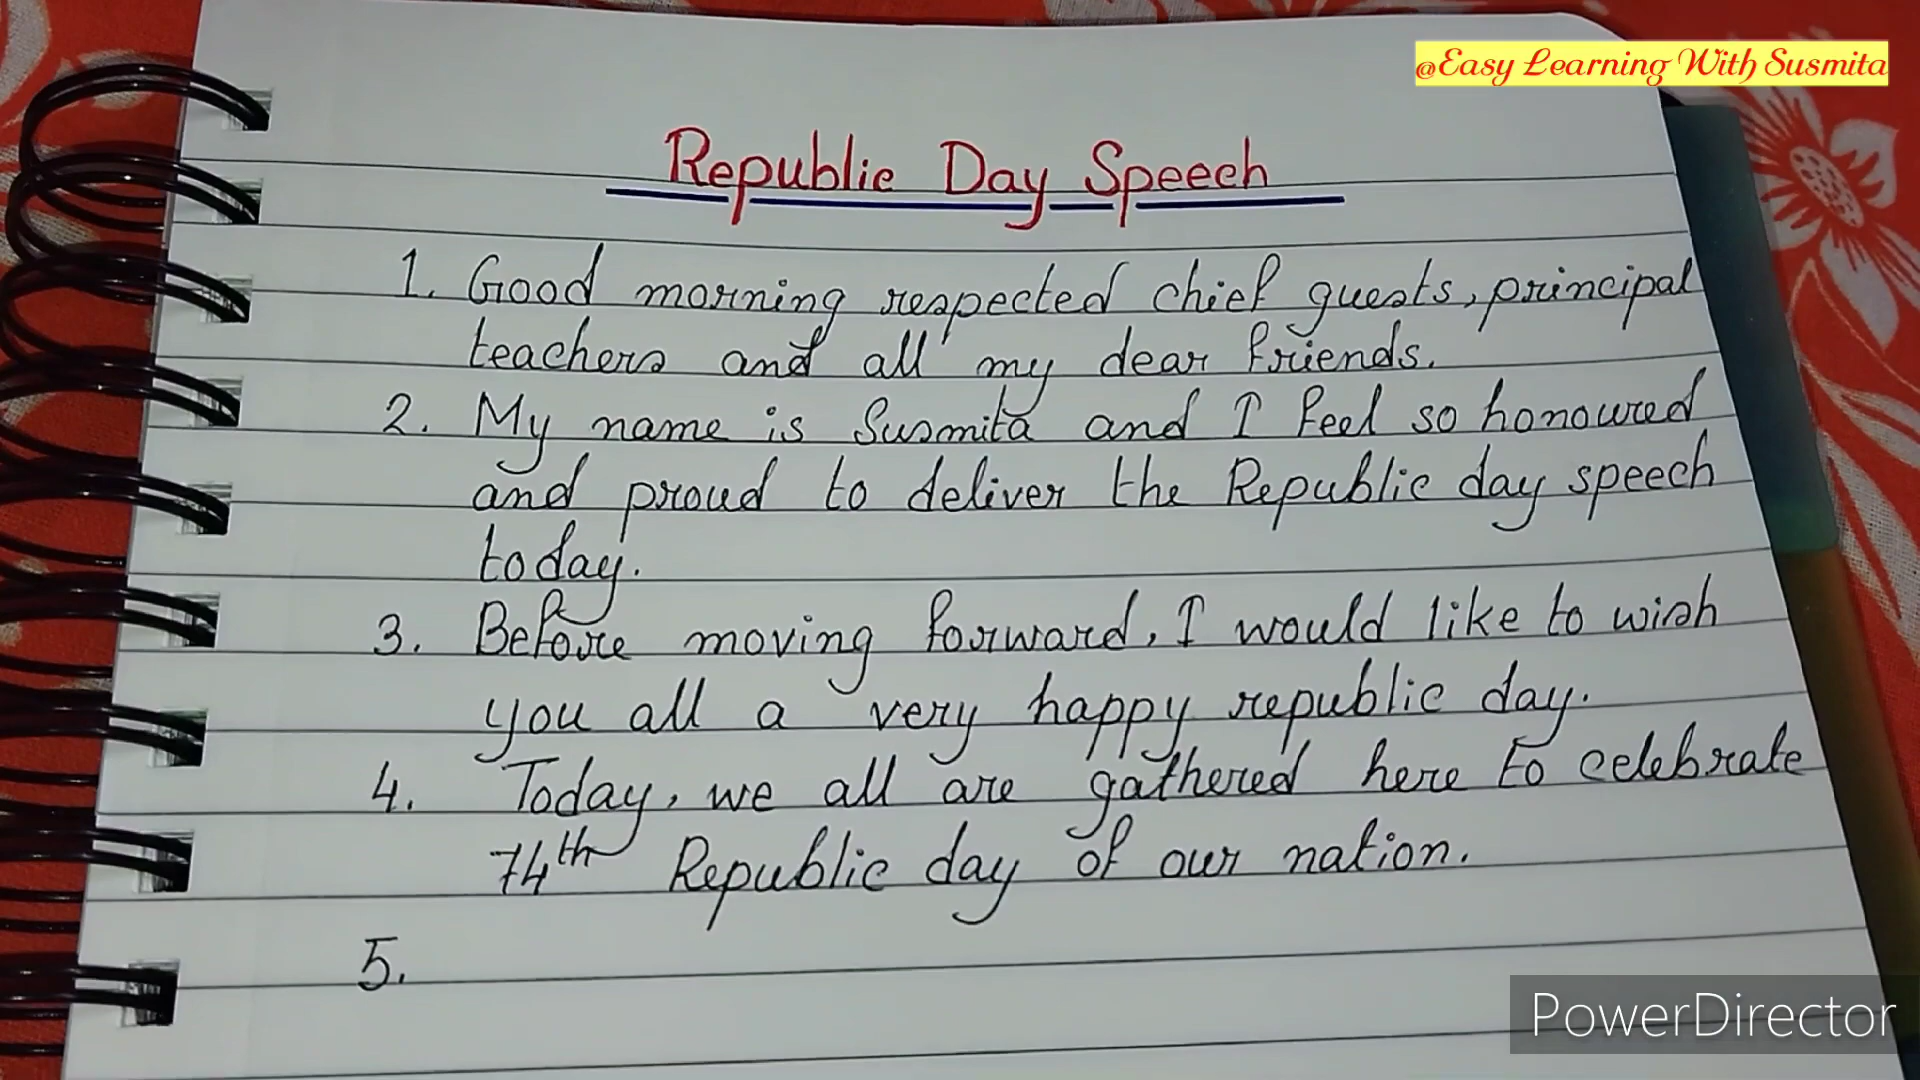 @Easy Learning With Susmita
Republic Day Speech
1. Good morning respected chief guests, principal
teachers and all my dear friends.
2. My name is Susmita and I feel so honoured
and proud to deliver the Republic day speech
today.
3. Before moving forward, I would like to wish
you all a very happy republic day.
4. Today, we all are gathered here to celebrate
74th Republic day of our nation.
5.
PowerDirector